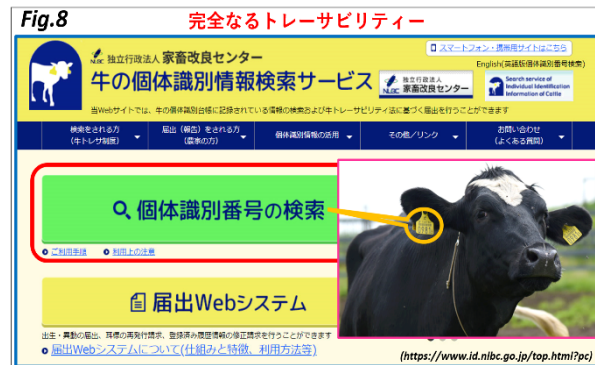 Fig.8
完全なるトレーサビリティー
スマートフォン・携帯用サイトはこちら
独立行政法人 家畜改良センター
NLBC
English(英語版個体識別番号検索)
牛の個体識別情報検索サービス
NLBC 独立行政法人 家畜改良センター
Search service of Individual Identification Information of Cattle
当Webサイトでは、牛の個体識別台帳に記録されている情報の検索および牛トレーサビリティ法に基づく届出を行うことができます
検索をされる方 届出(報告)をされる方 個体識別情報の活用 その他/リンク お問い合わせ
(牛トレサ制度) (農家の方) (よくある質問)
個体識別番号の検索
ご利用手順 利用上の注意
届出Webシステム
出生・異動の届出、耳標の再発行請求、登録済み履歴情報の修正請求を行うことができます
届出Webシステムについて(仕組みと特徴、利用方法等)
(https://www.id.nlbc.go.jp/top.html?pc)